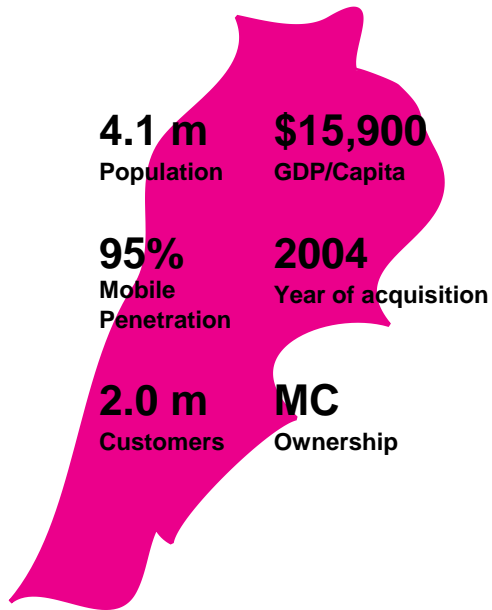 4.1 m
Population
$15,900
GDP/Capita
95%
Mobile
Penetration
2004
Year of acquisition
2.0 m
Customers
MC
Ownership